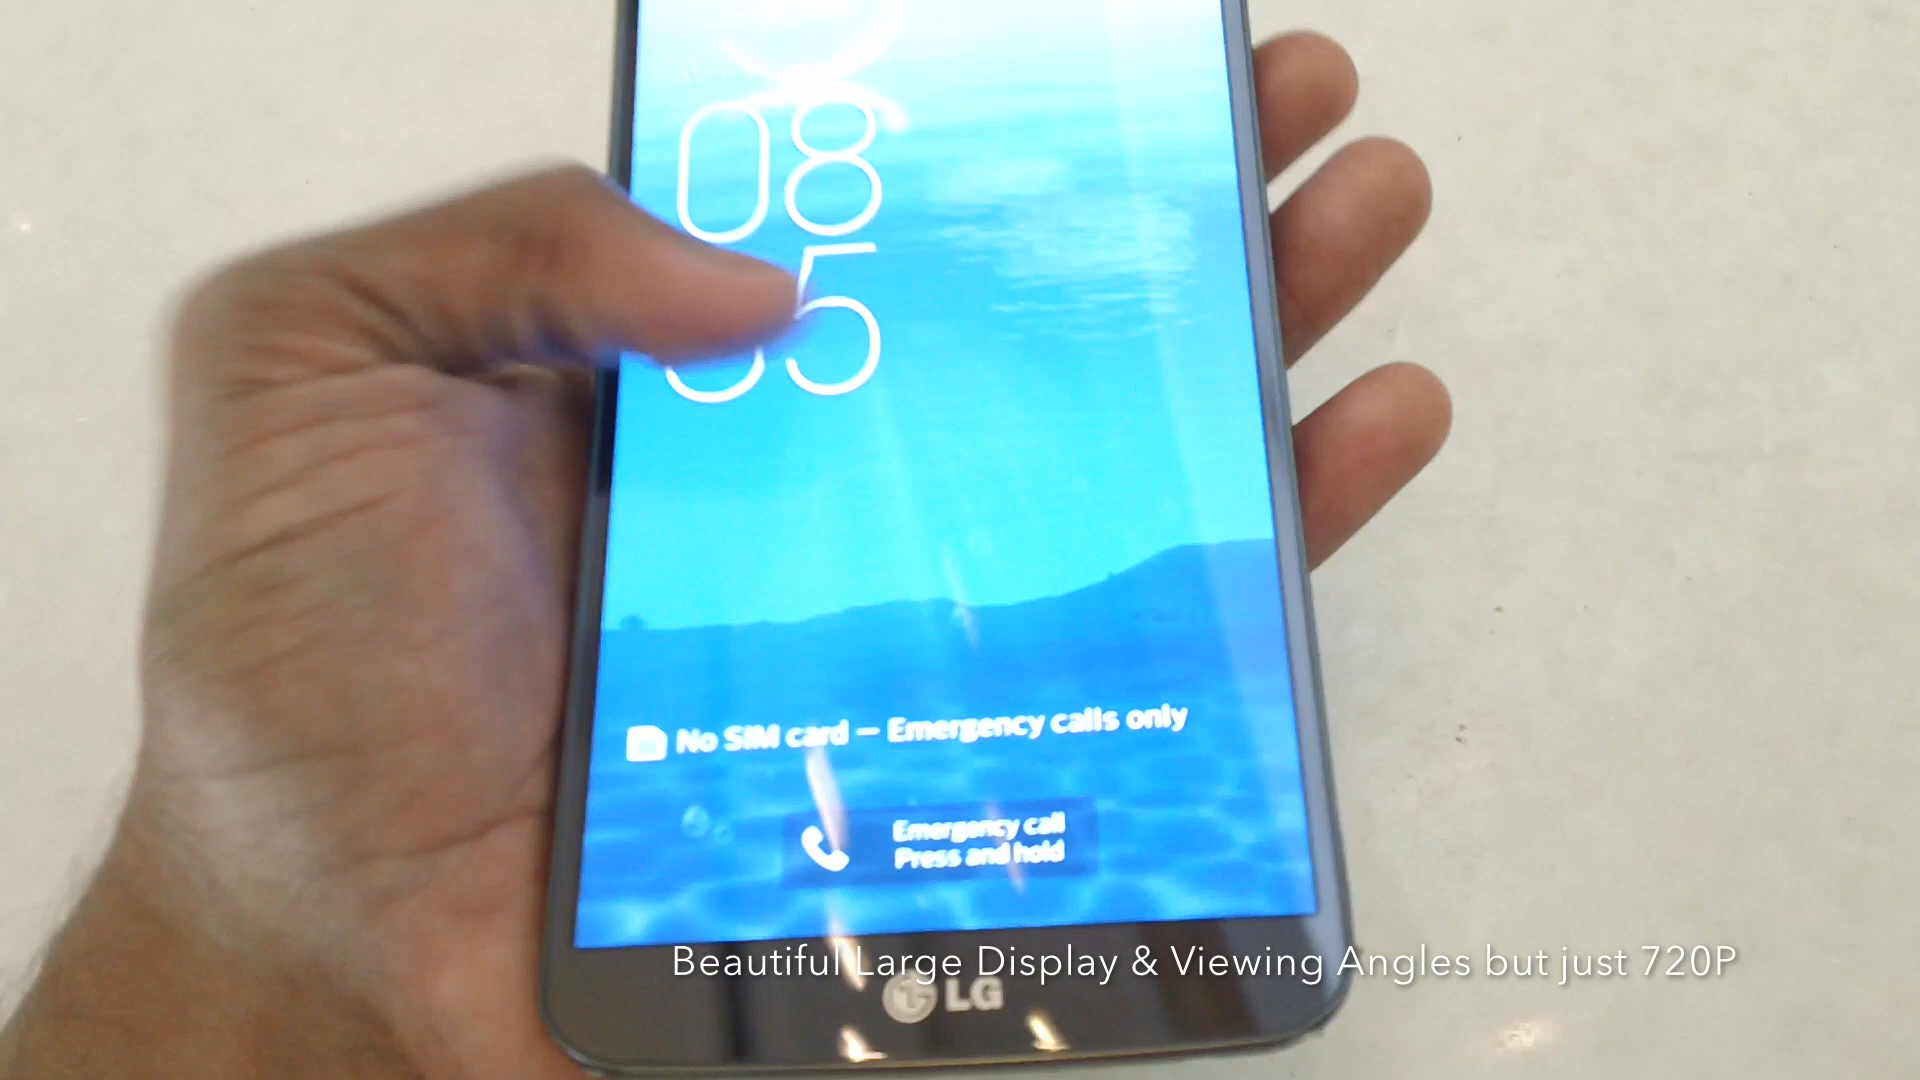 08
5
No SIM card – Emergency calls only
Emergency call
Press and hold
Beautiful Large Display & Viewing Angles but just 720P
LG